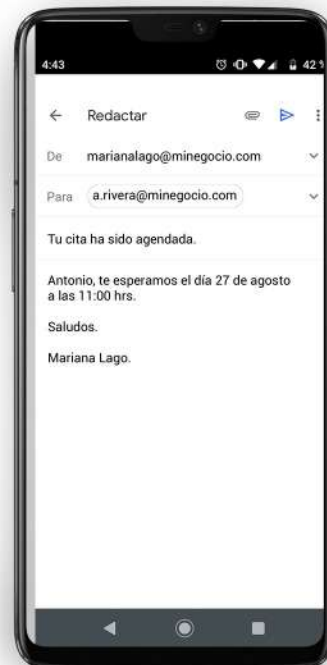 4:43 42 %
Redactar
De marianalago@minegocio.com
Para a.rivera@minegocio.com
Tu cita ha sido agendada.
Antonio, te esperamos el día 27 de agosto
a las 11:00 hrs.
Saludos.
Mariana Lago.